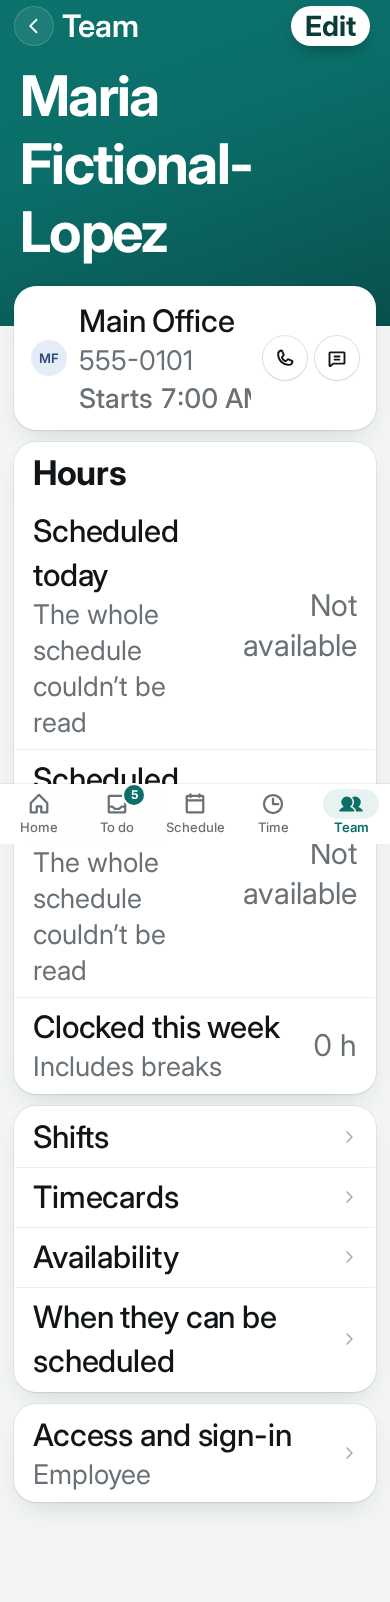 Team
Edit
Maria
Fictional-
Lopez
MF
Main Office
555-0101
Starts 7:00 AM
Hours
Scheduled
today
The whole
schedule
couldn’t be
read
Not
available
Scheduled
5
Home
To do
Schedule
Time
Team
The whole
schedule
couldn’t be
read
Not
available
Clocked this week
Includes breaks
0 h
Shifts
Timecards
Availability
When they can be
scheduled
Access and sign-in
Employee